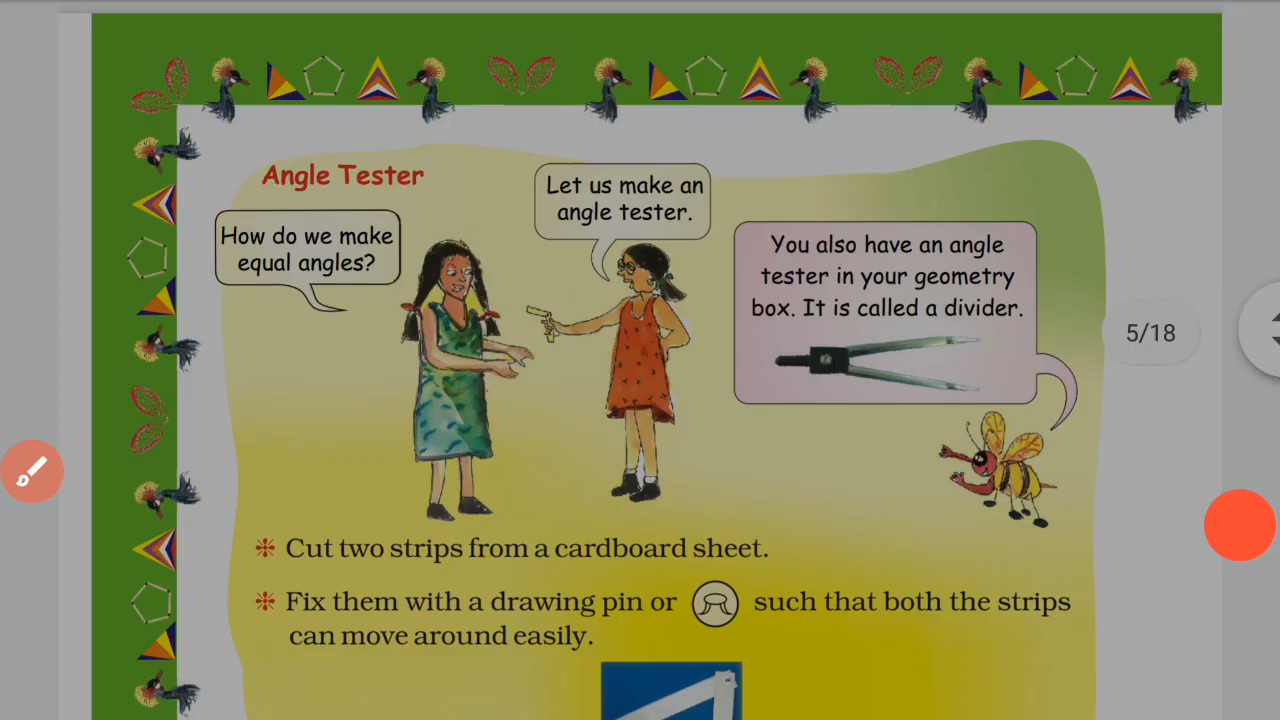 Angle Tester
How do we make
equal angles?
Let us make an
angle tester.
You also have an angle
tester in your geometry
box. It is called a divider.
5/18
❉ Cut two strips from a cardboard sheet.
❉ Fix them with a drawing pin or such that both the strips
can move around easily.